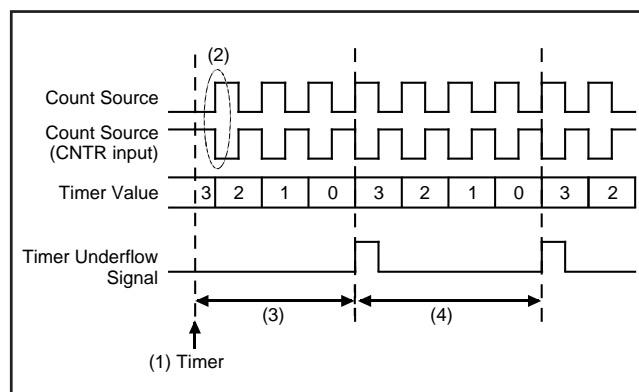 (2)
Count Source
Count Source
(CNTR input)
Timer Value 3 2 1 0 3 2 1 0 3 2
Timer Underflow
Signal
(3) (4)
(1) Timer